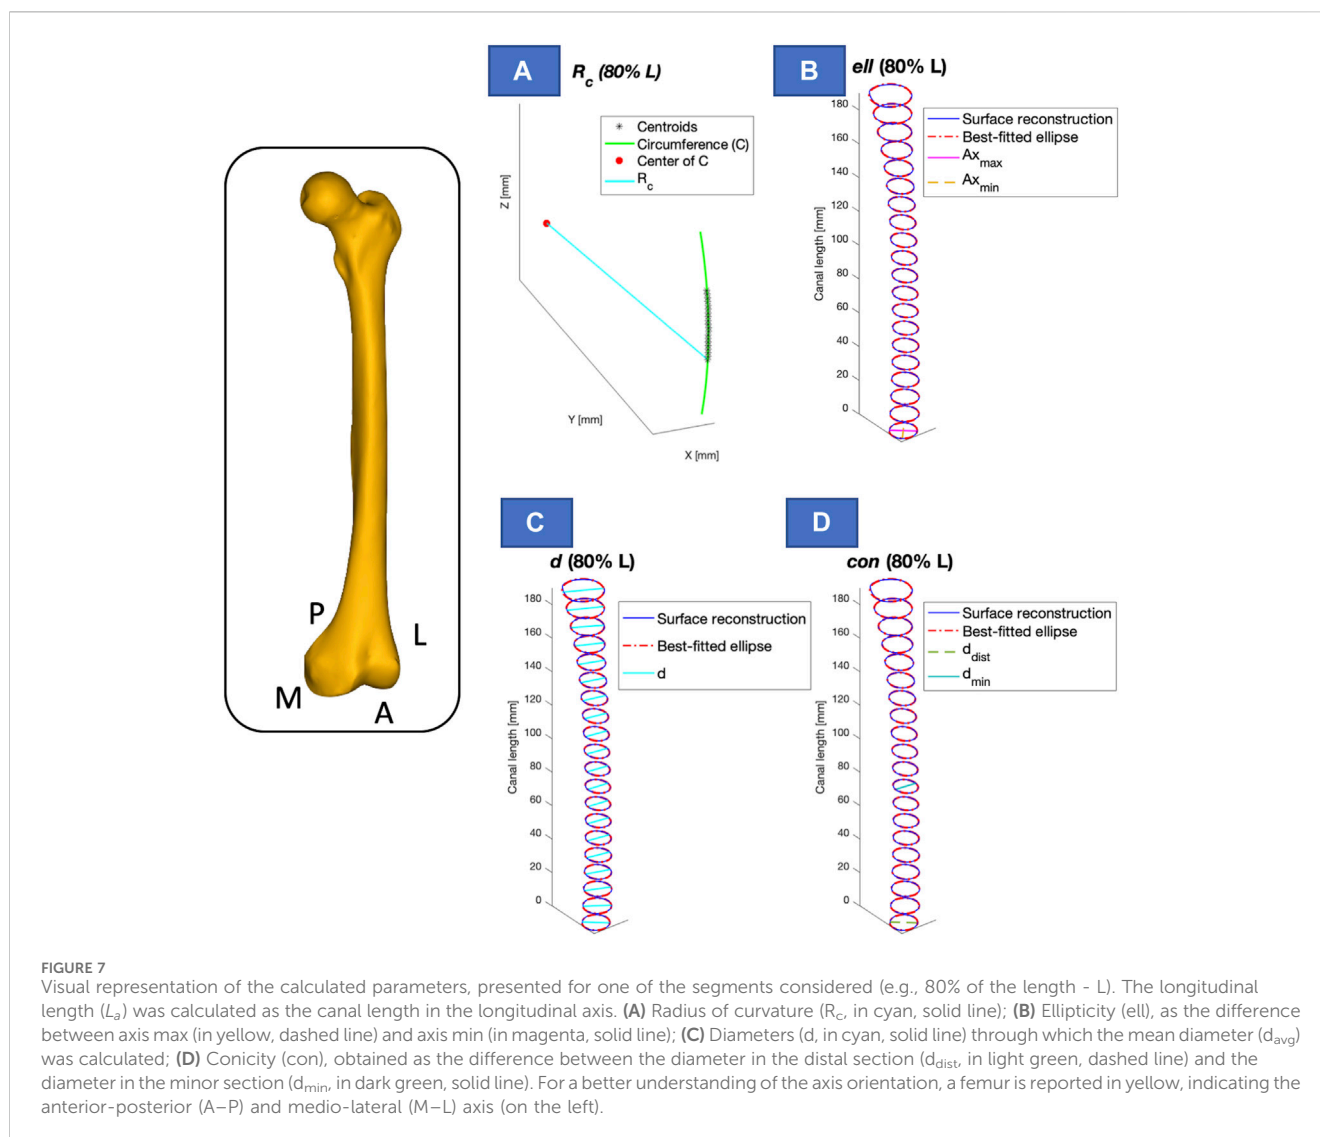 P
L
M
A
A
R_c (80% L)
Centroids
Circumference (C)
Center of C
R_c
Z [mm]
Y [mm]
X [mm]
B
ell (80% L)
Surface reconstruction
Best-fitted ellipse
Ax_max
Ax_min
Canal length [mm]
180
160
140
120
100
80
60
40
20
0
C
d (80% L)
Surface reconstruction
Best-fitted ellipse
d
Canal length [mm]
180
160
140
120
100
80
60
40
20
0
D
con (80% L)
Surface reconstruction
Best-fitted ellipse
d_dist
d_min
Canal length [mm]
180
160
140
120
100
80
60
40
20
0
FIGURE 7
Visual representation of the calculated parameters, presented for one of the segments considered (e.g., 80% of the length - L). The longitudinal
length (L_a) was calculated as the canal length in the longitudinal axis. (A) Radius of curvature (R_c, in cyan, solid line); (B) Ellipticity (ell), as the difference
between axis max (in yellow, dashed line) and axis min (in magenta, solid line); (C) Diameters (d, in cyan, solid line) through which the mean diameter (d_avg)
was calculated; (D) Conicity (con), obtained as the difference between the diameter in the distal section (d_dist, in light green, dashed line) and the
diameter in the minor section (d_min, in dark green, solid line). For a better understanding of the axis orientation, a femur is reported in yellow, indicating the
anterior-posterior (A–P) and medio-lateral (M–L) axis (on the left).